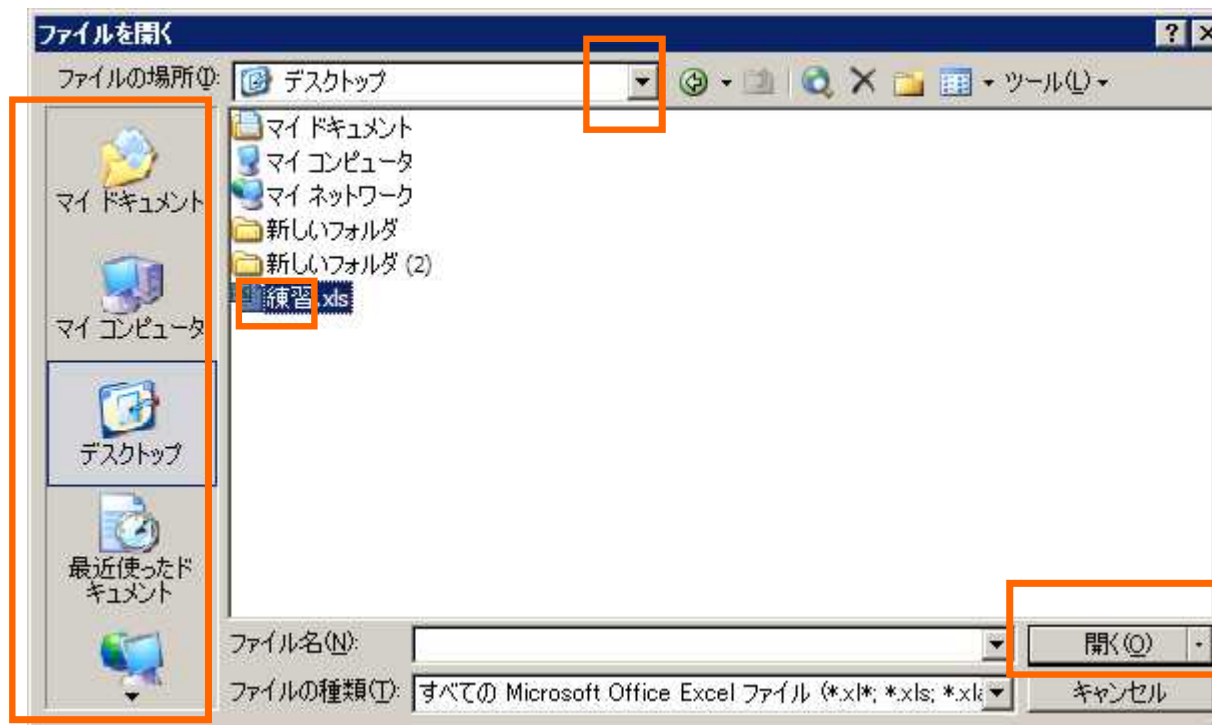 ファイルを開く
ファイルの場所(I):
デスクトップ
ツール(L)
マイ ドキュメント
マイ コンピュータ
デスクトップ
最近使ったド
キュメント
マイ ドキュメント
マイ コンピュータ
マイ ネットワーク
新しいフォルダ
新しいフォルダ (2)
練習.xls
ファイル名(N):
開く(O)
ファイルの種類(T):
すべての Microsoft Office Excel ファイル (*.xl*; *.xls; *.xl
キャンセル